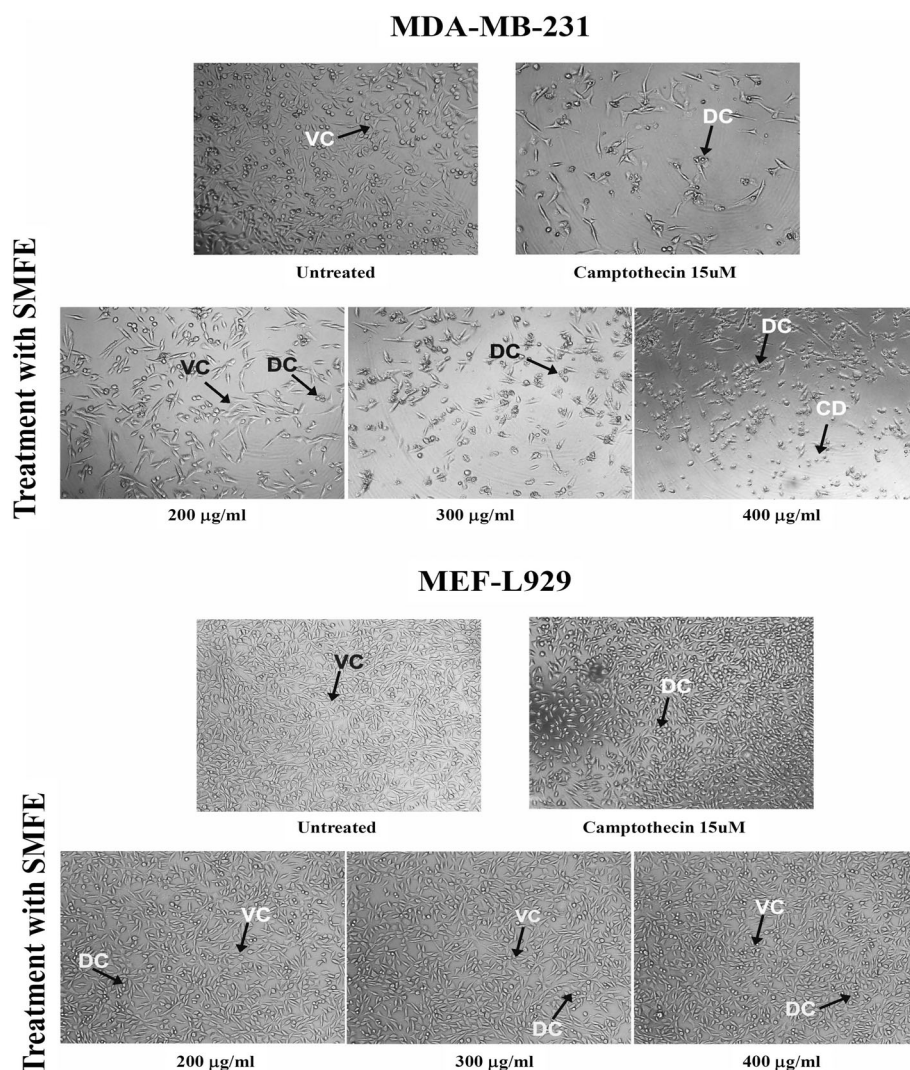 MDA-MB-231
VC
DC
Untreated
Camptothecin 15uM
Treatment with SMFE
VC
DC
DC
DC
CD
200 µg/ml
300 µg/ml
400 µg/ml
MEF-L929
VC
DC
Untreated
Camptothecin 15uM
Treatment with SMFE
DC
VC
VC
DC
VC
DC
200 µg/ml
300 µg/ml
400 µg/ml